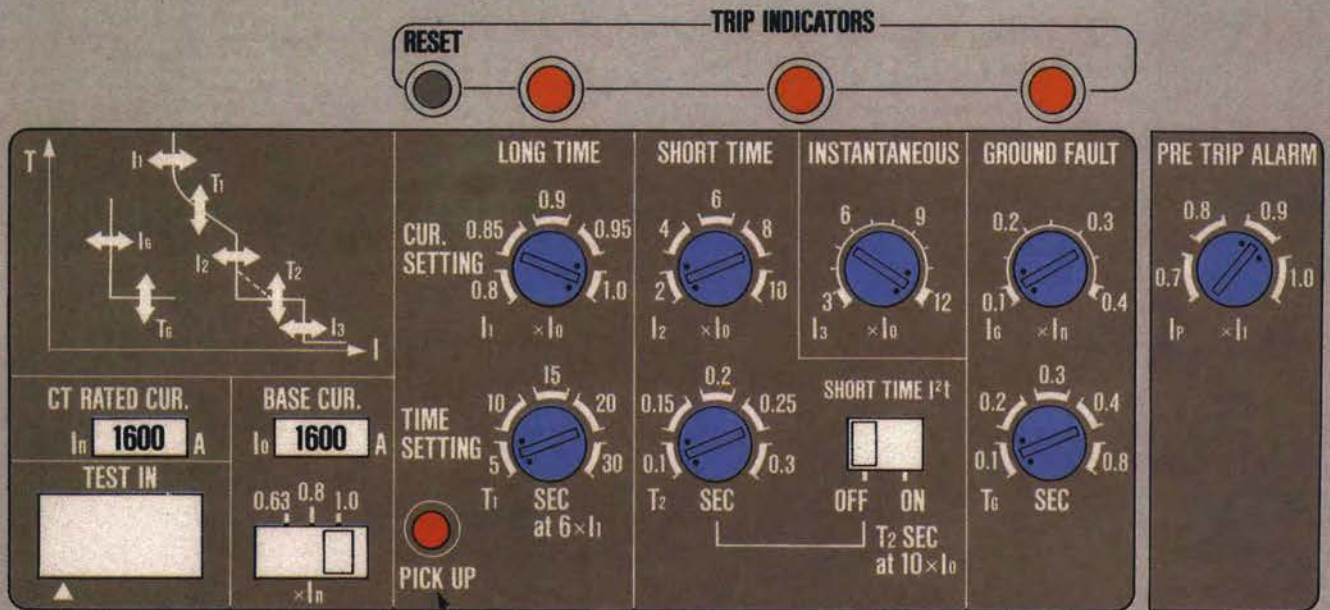 TRIP INDICATORS
RESET
T
I1
T1
IG
I2
T2
TG
I3
I
LONG TIME
SHORT TIME
INSTANTANEOUS
GROUND FAULT
PRE TRIP ALARM
CUR. SETTING
0.8 0.85 0.9 0.95 1.0
I1 ×I0
2 4 6 8 10
I2 ×I0
3 6 9 12
I3 ×I0
0.1 0.2 0.3 0.4
IG ×In
0.7 0.8 0.9 1.0
IP ×I1
CT RATED CUR.
In 1600 A
BASE CUR.
I0 1600 A
TEST IN
0.63 0.8 1.0
×In
TIME SETTING
5 10 15 20 30
T1 SEC
at 6×I1
PICK UP
0.1 0.15 0.2 0.25 0.3
T2 SEC
SHORT TIME I²t
OFF ON
T2 SEC
at 10×I0
0.1 0.2 0.3 0.4 0.8
TG SEC